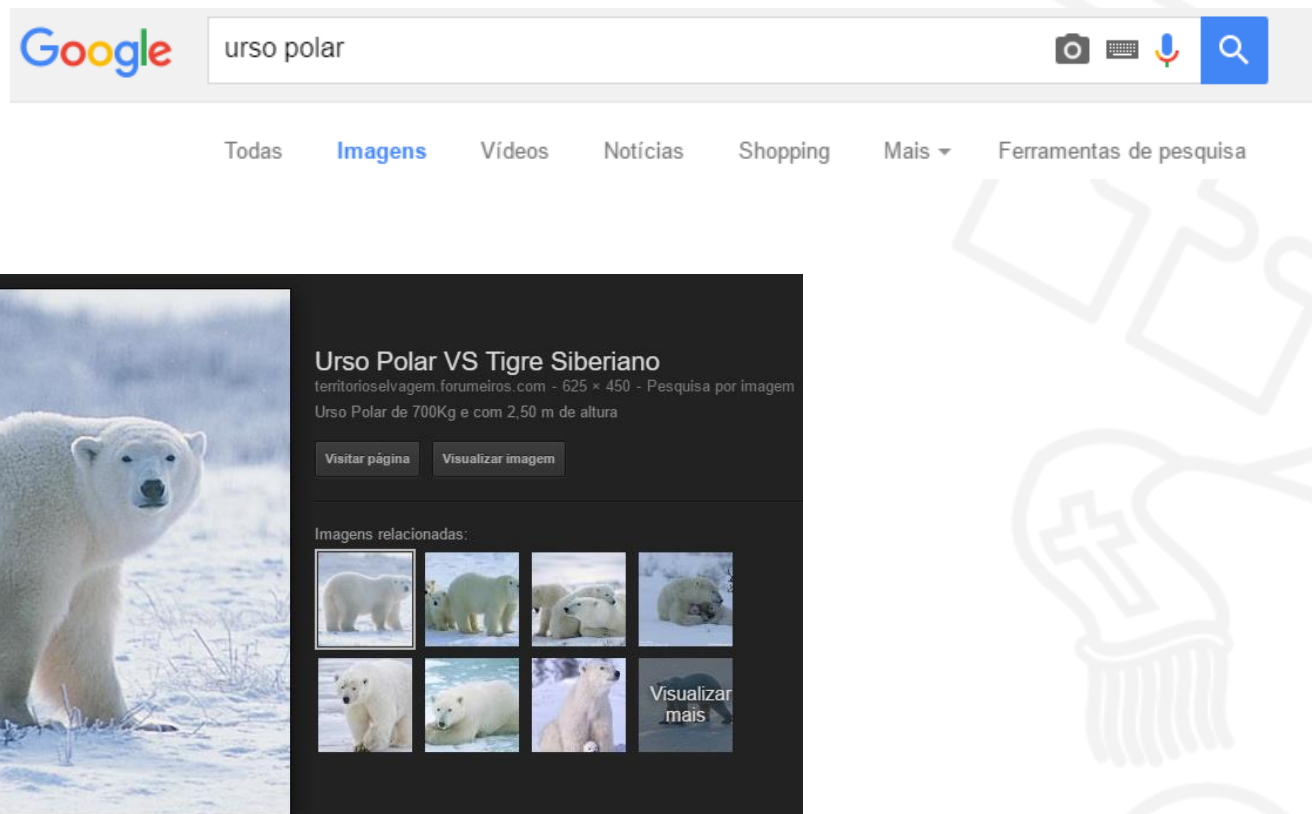 Google urso polar
Todas Imagens Vídeos Notícias Shopping Mais Ferramentas de pesquisa
Urso Polar VS Tigre Siberiano
territorioselvagem.forumeiros.com - 625 × 450 - Pesquisa por imagem
Urso Polar de 700Kg e com 2,50 m de altura
Visitar página Visualizar imagem
Imagens relacionadas:
Visualizar
mais